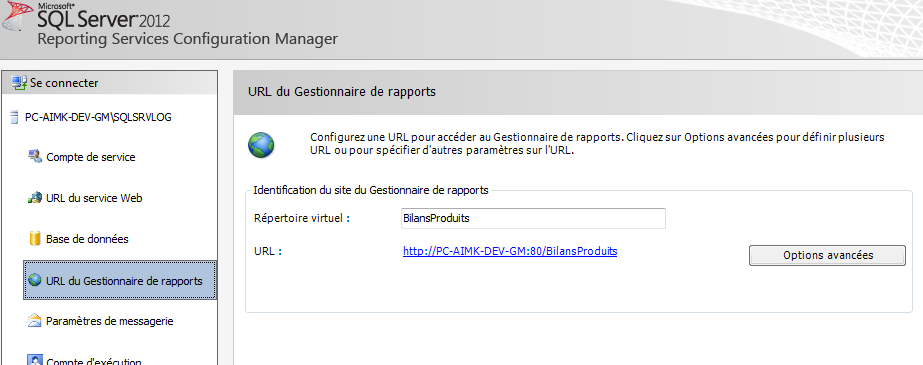 Microsoft®
SQL Server® 2012
Reporting Services Configuration Manager
Se connecter
PC-AIMK-DEV-GM\SQLSRVLOG
Compte de service
URL du service Web
Base de données
URL du Gestionnaire de rapports
Paramètres de messagerie
Compte d'exécution
URL du Gestionnaire de rapports
Configurez une URL pour accéder au Gestionnaire de rapports. Cliquez sur Options avancées pour définir plusieurs
URL ou pour spécifier d'autres paramètres sur l'URL.
Identification du site du Gestionnaire de rapports
Répertoire virtuel : BilansProduits
URL : http://PC-AIMK-DEV-GM:80/BilansProduits
Options avancées